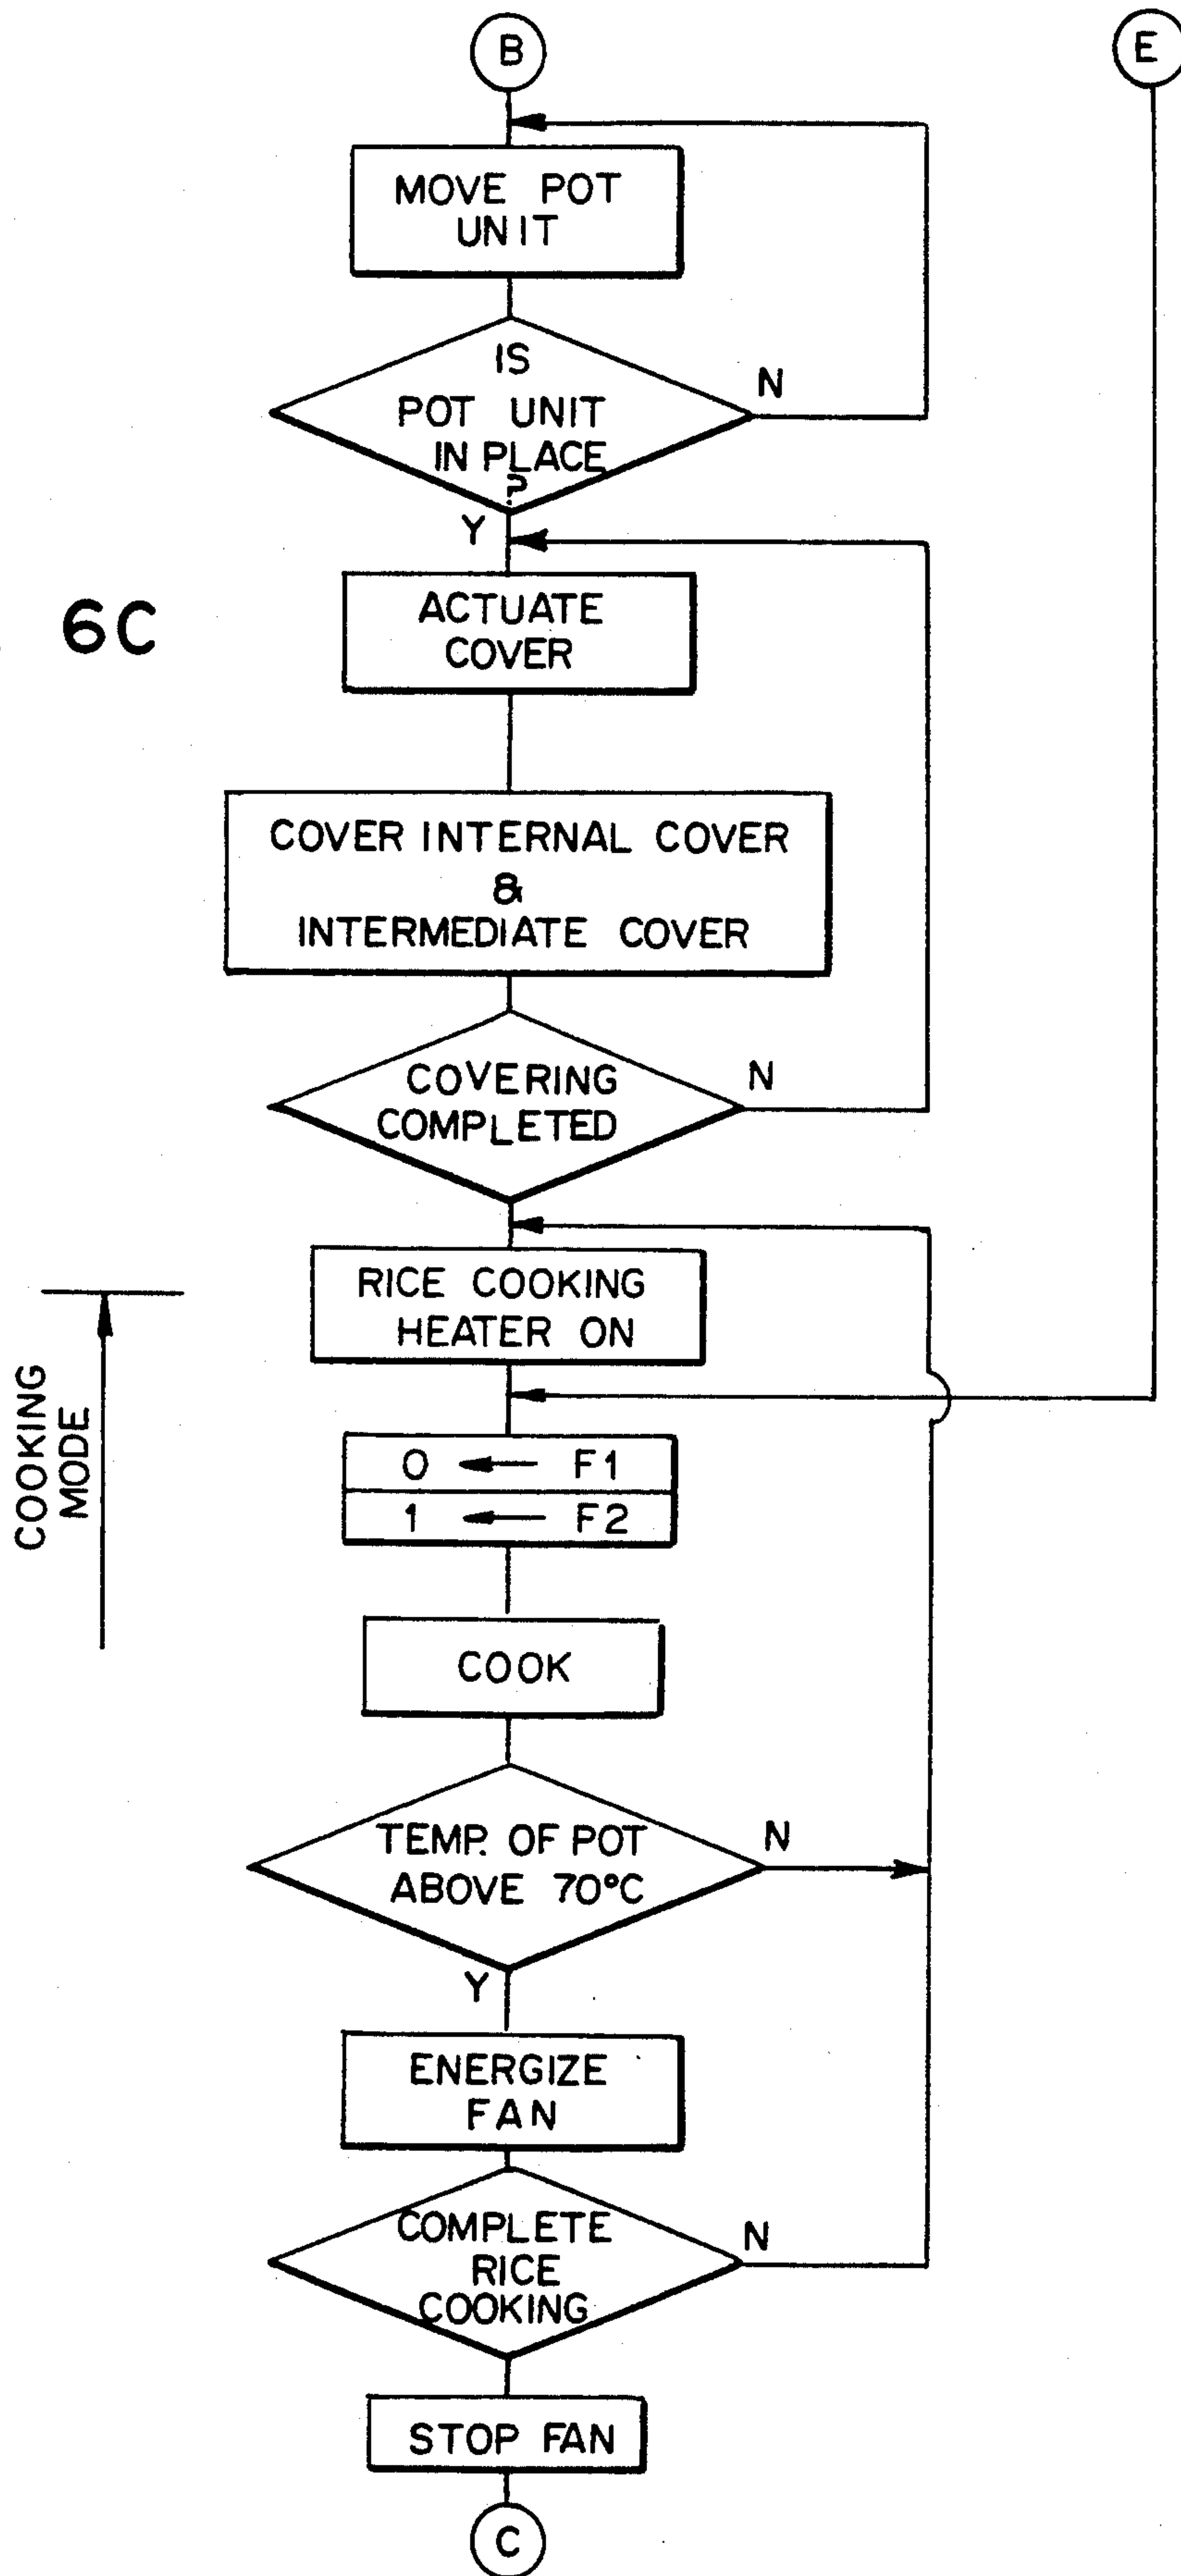 B
E
MOVE POT
UNIT
IS
POT UNIT
IN PLACE
?
N
Y
6C
ACTUATE
COVER
COVER INTERNAL COVER
&
INTERMEDIATE COVER
COVERING
COMPLETED
N
RICE COOKING
HEATER ON
COOKING
MODE
0 ← F1
1 ← F2
COOK
TEMP. OF POT
ABOVE 70°C
N
Y
ENERGIZE
FAN
COMPLETE
RICE
COOKING
N
STOP FAN
C